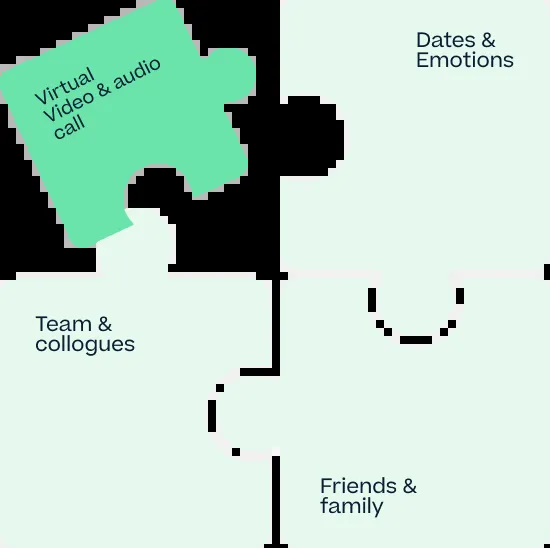 Virtual
Video & audio
call
Dates &
Emotions
Team &
collogues
Friends &
family